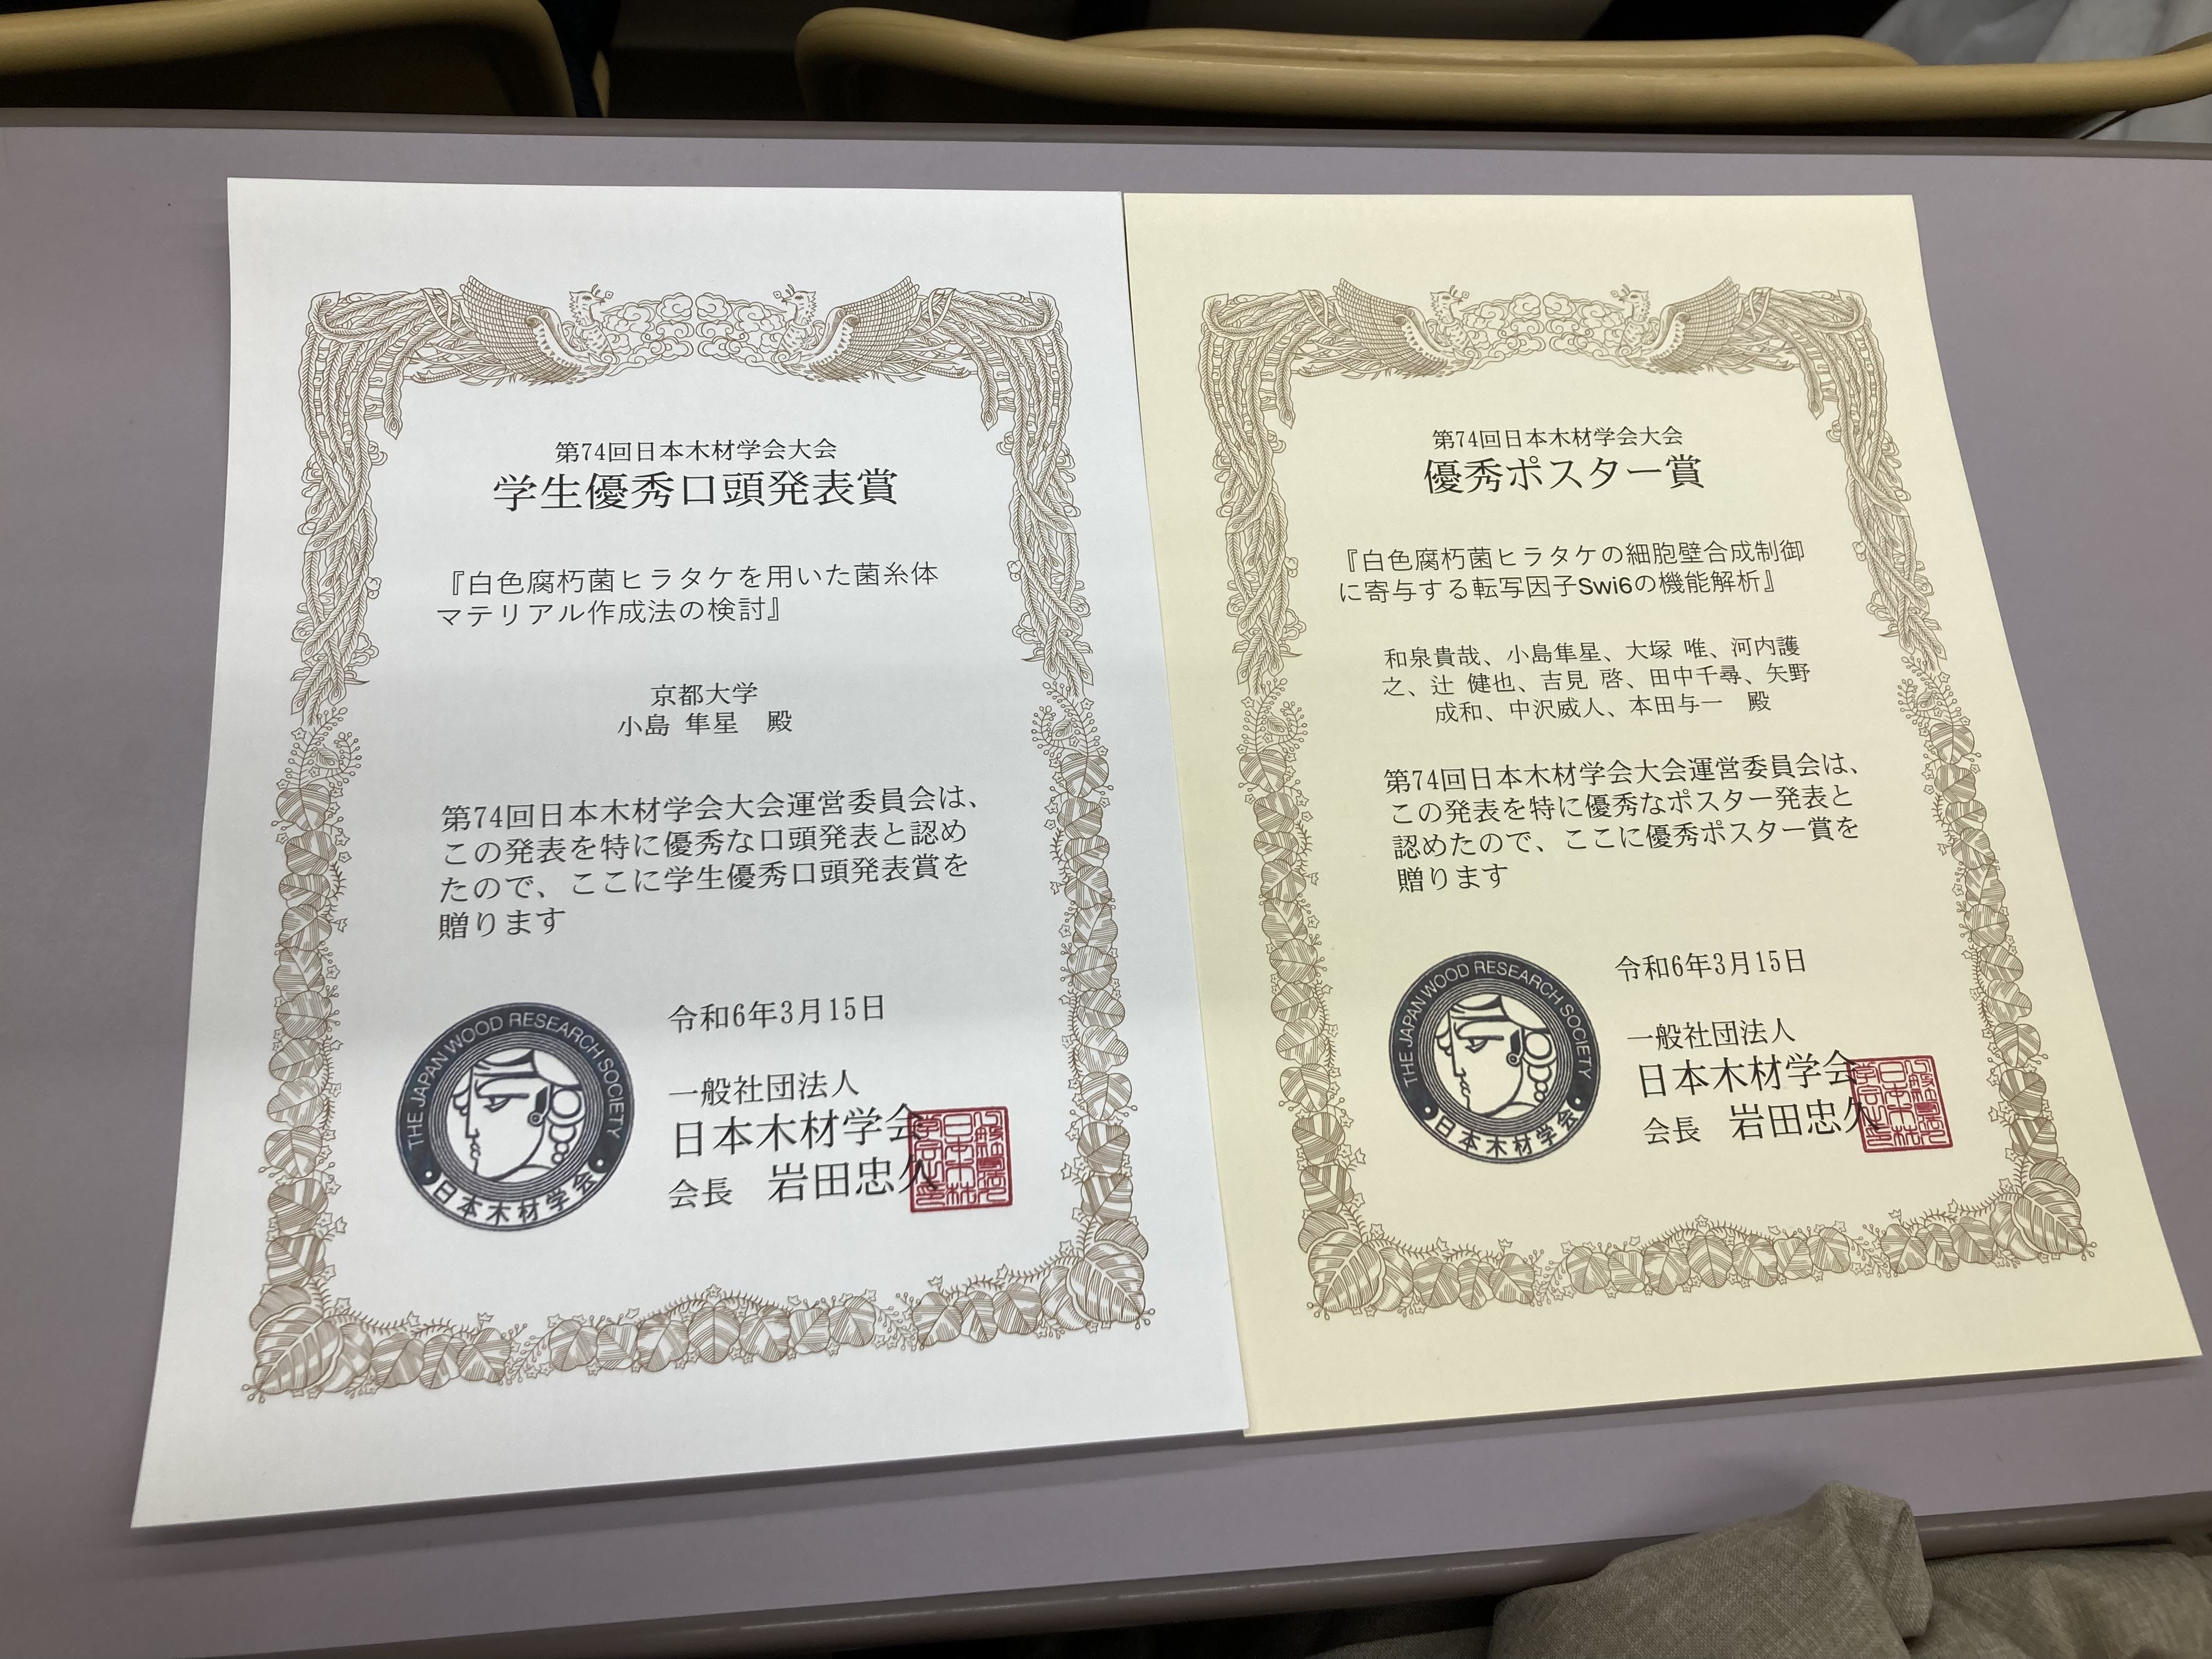 第74回日本木材学会大会
学生優秀口頭発表賞
『白色腐朽菌ヒラタケを用いた菌糸体
マテリアル作成法の検討』
京都大学
小島 隼星　殿
第74回日本木材学会大会運営委員会は、
この発表を特に優秀な口頭発表と認め
たので、ここに学生優秀口頭発表賞を
贈ります
令和6年3月15日
一般社団法人
日本木材学会
会長　岩田忠久
THE JAPAN WOOD RESEARCH SOCIETY
日本木材学会
第74回日本木材学会大会
優秀ポスター賞
『白色腐朽菌ヒラタケの細胞壁合成制御
に寄与する転写因子Swi6の機能解析』
和泉貴哉、小島隼星、大塚 唯、河内護
之、辻 健也、吉見 啓、田中千尋、矢野
成和、中沢威人、本田与一　殿
第74回日本木材学会大会運営委員会は、
この発表を特に優秀なポスター発表と
認めたので、ここに優秀ポスター賞を
贈ります
令和6年3月15日
一般社団法人
日本木材学会
会長　岩田忠久
THE JAPAN WOOD RESEARCH SOCIETY
日本木材学会